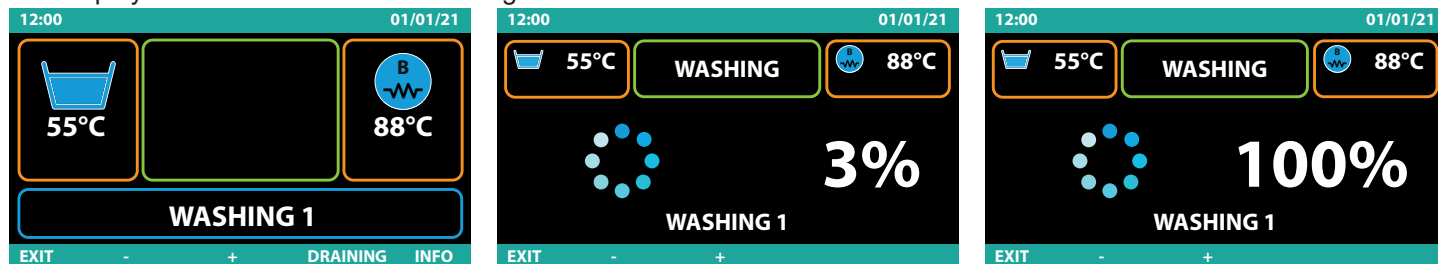 12:00 01/01/21
B
55°C 88°C
WASHING 1
EXIT - + DRAINING INFO
12:00 01/01/21
55°C WASHING B 88°C
3%
WASHING 1
EXIT - +
12:00 01/01/21
55°C WASHING B 88°C
100%
WASHING 1
EXIT - +